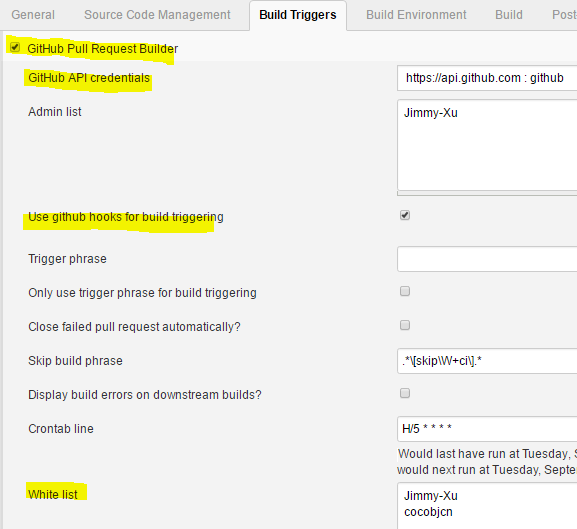 General Source Code Management Build Triggers Build Environment Build Post
GitHub Pull Request Builder
GitHub API credentials https://api.github.com : github
Admin list Jimmy-Xu
Use github hooks for build triggering
Trigger phrase
Only use trigger phrase for build triggering
Close failed pull request automatically?
Skip build phrase .*\[skip\W+ci\].*
Display build errors on downstream builds?
Crontab line H/5 * * * *
Would last have run at Tuesday, S
would next run at Tuesday, Septe
White list Jimmy-Xu
cocobjcn